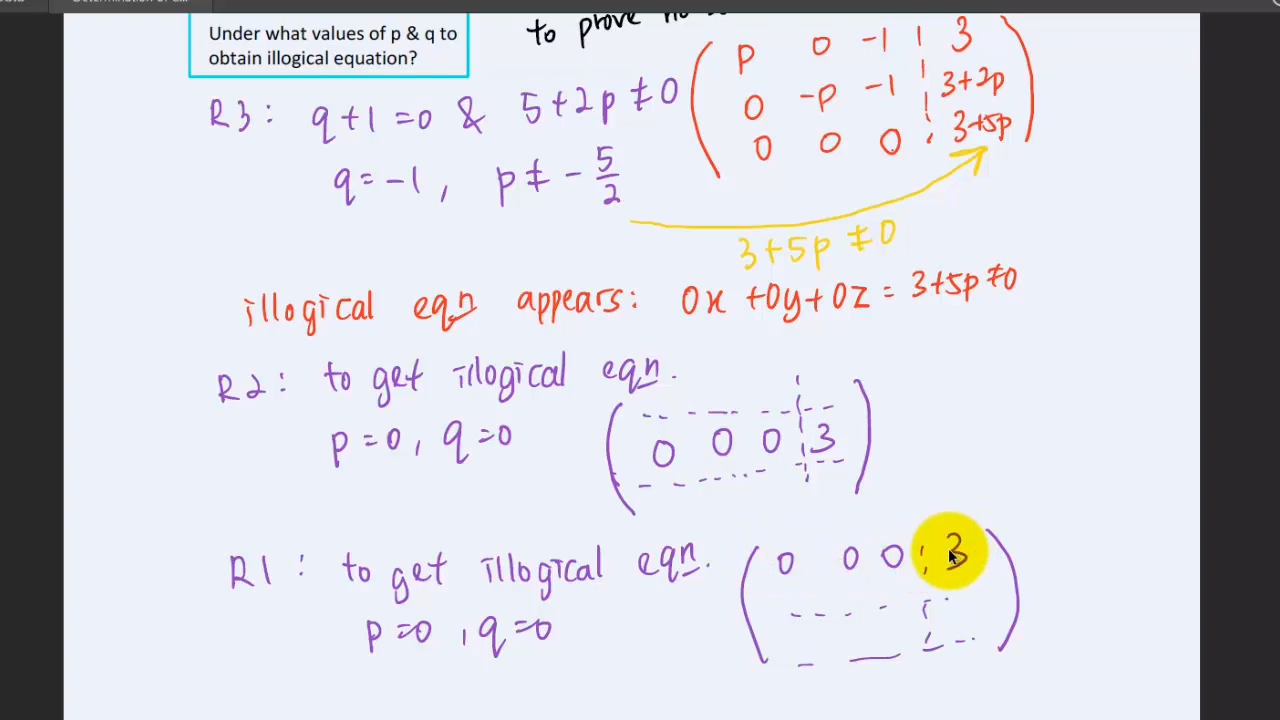 to prove no
Under what values of p & q to
obtain illogical equation?
p 0 -1 | 3
0 -p -1 | 3+2p
0 0 0 | 3+5p
R3: q+1=0 & 5+2p≠0
q=-1, p≠-5/2
3+5p≠0
illogical eqn appears: 0x+0y+0z=3+5p≠0
R2: to get illogical eqn.
p=0, q=0
0 0 0 | 3
R1: to get illogical eqn.
0 0 0 | 3
p=0, q=0